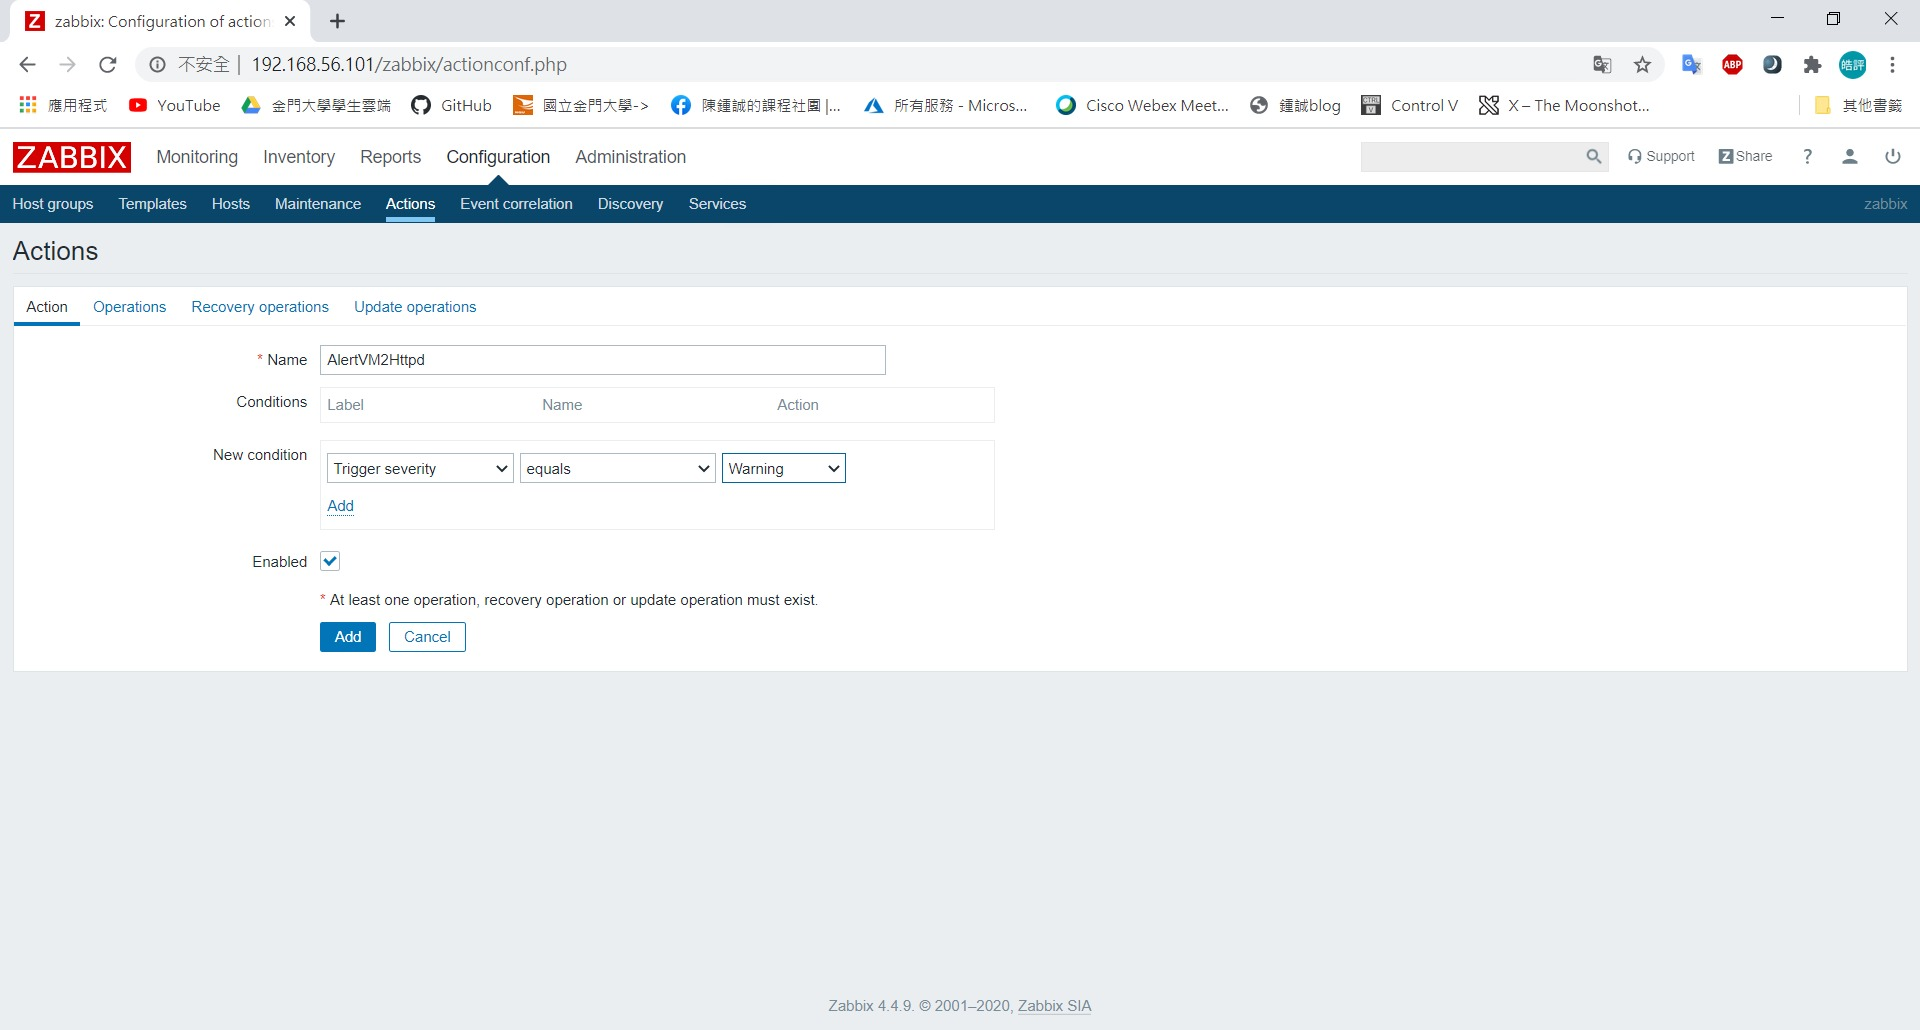 zabbix: Configuration of action
不安全 | 192.168.56.101/zabbix/actionconf.php
應用程式 YouTube 金門大學學生雲端 GitHub 國立金門大學-> 陳鍾誠的課程社團 |... 所有服務 - Micros... Cisco Webex Meet... 鍾誠blog Control V X – The Moonshot... 其他書籤
ZABBIX Monitoring Inventory Reports Configuration Administration Support Share ?
Host groups Templates Hosts Maintenance Actions Event correlation Discovery Services zabbix
Actions
Action Operations Recovery operations Update operations
* Name AlertVM2Httpd
Conditions Label Name Action
New condition
Trigger severity equals Warning
Add
Enabled
* At least one operation, recovery operation or update operation must exist.
Add Cancel
Zabbix 4.4.9. © 2001–2020, Zabbix SIA